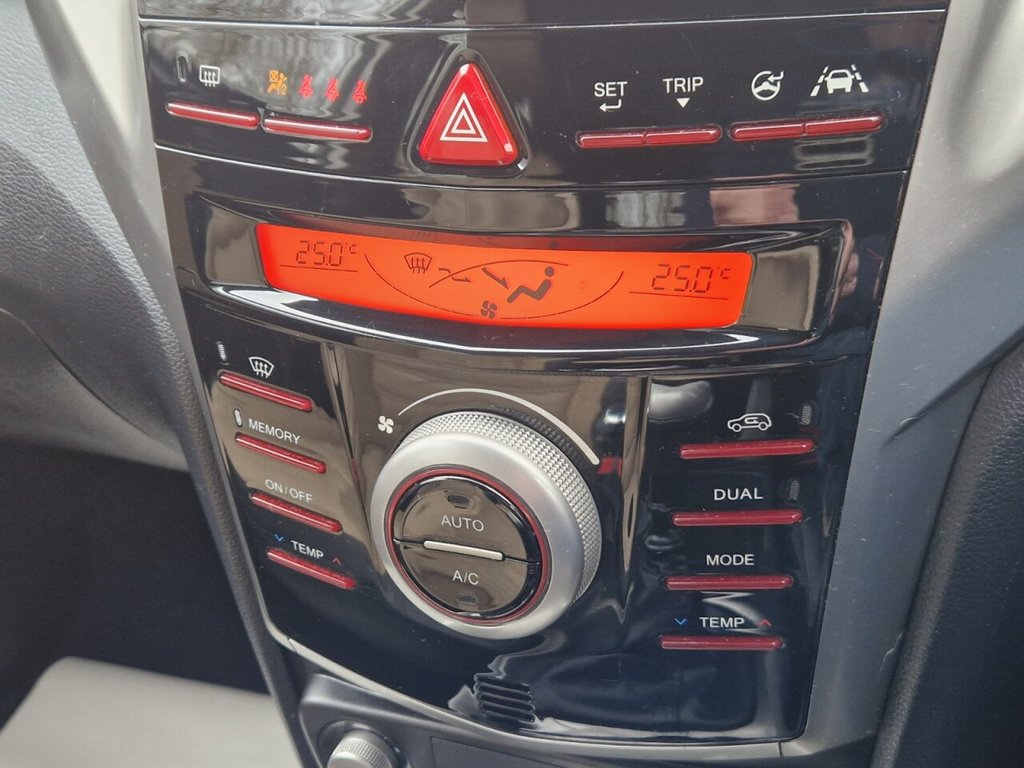 SET
TRIP
25.0°C
25.0°C
MEMORY
ON/OFF
TEMP
AUTO
A/C
DUAL
MODE
TEMP